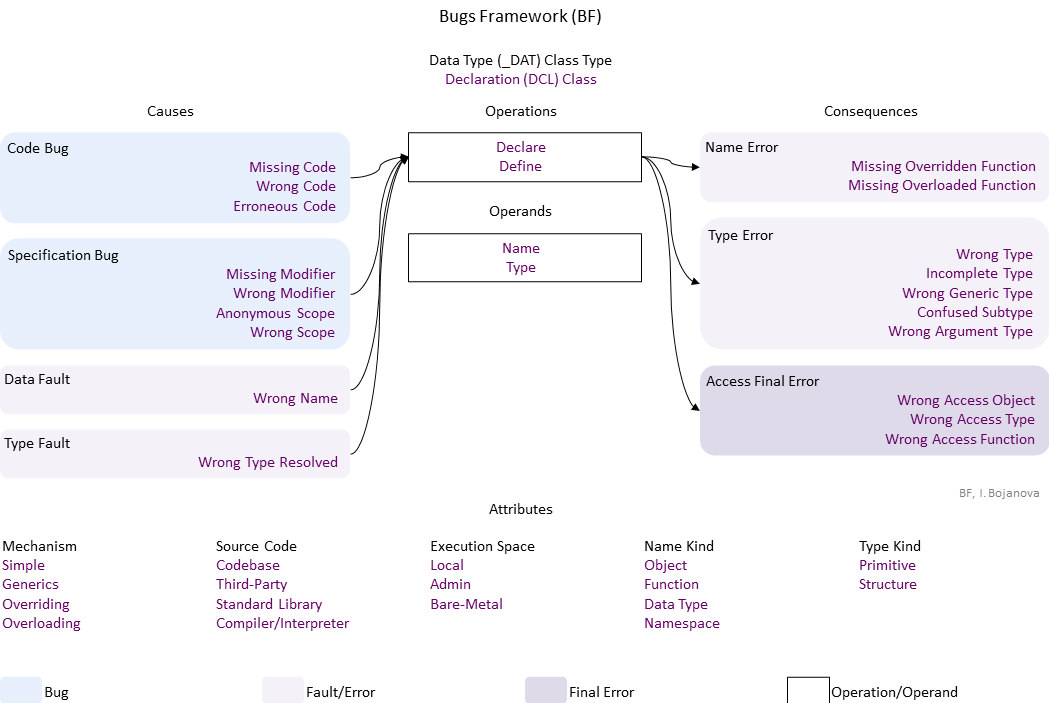 Bugs Framework (BF)
Data Type (_DAT) Class Type
Declaration (DCL) Class
Causes
Code Bug
Missing Code
Wrong Code
Erroneous Code
Specification Bug
Missing Modifier
Wrong Modifier
Anonymous Scope
Wrong Scope
Data Fault
Wrong Name
Type Fault
Wrong Type Resolved
Operations
Declare
Define
Operands
Name
Type
Consequences
Name Error
Missing Overridden Function
Missing Overloaded Function
Type Error
Wrong Type
Incomplete Type
Wrong Generic Type
Confused Subtype
Wrong Argument Type
Access Final Error
Wrong Access Object
Wrong Access Type
Wrong Access Function
BF, I. Bojanova
Attributes
Mechanism
Simple
Generics
Overriding
Overloading
Source Code
Codebase
Third-Party
Standard Library
Compiler/Interpreter
Execution Space
Local
Admin
Bare-Metal
Name Kind
Object
Function
Data Type
Namespace
Type Kind
Primitive
Structure
Bug
Fault/Error
Final Error
Operation/Operand